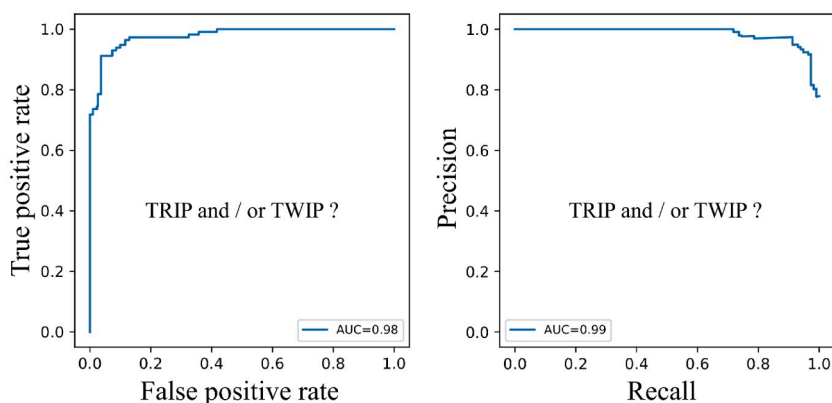 1.0
0.8
0.6
0.4
0.2
0.0
True positive rate
TRIP and / or TWIP ?
AUC=0.98
0.0 0.2 0.4 0.6 0.8 1.0
False positive rate
1.0
0.8
0.6
0.4
0.2
0.0
Precision
TRIP and / or TWIP ?
AUC=0.99
0.0 0.2 0.4 0.6 0.8 1.0
Recall